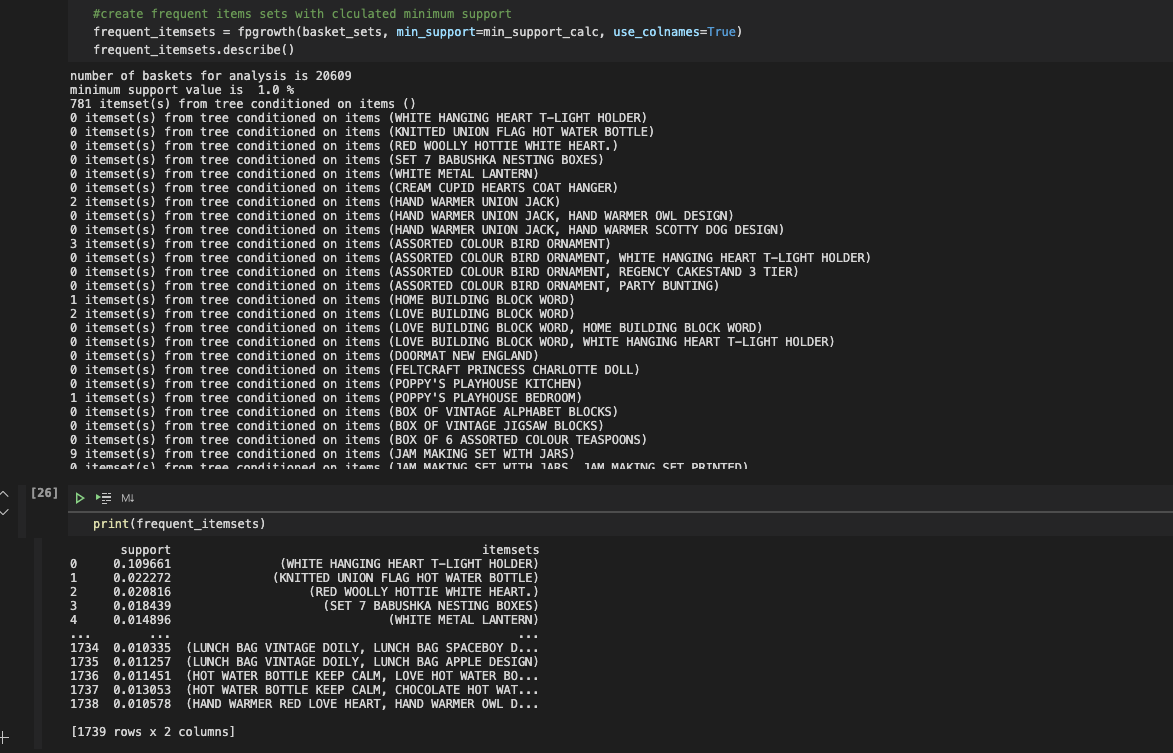 #create frequent items sets with clculated minimum support
frequent_itemsets = fpgrowth(basket_sets, min_support=min_support_calc, use_colnames=True)
frequent_itemsets.describe()
number of baskets for analysis is 20609
minimum support value is  1.0 %
781 itemset(s) from tree conditioned on items ()
0 itemset(s) from tree conditioned on items (WHITE HANGING HEART T-LIGHT HOLDER)
0 itemset(s) from tree conditioned on items (KNITTED UNION FLAG HOT WATER BOTTLE)
0 itemset(s) from tree conditioned on items (RED WOOLLY HOTTIE WHITE HEART.)
0 itemset(s) from tree conditioned on items (SET 7 BABUSHKA NESTING BOXES)
0 itemset(s) from tree conditioned on items (WHITE METAL LANTERN)
0 itemset(s) from tree conditioned on items (CREAM CUPID HEARTS COAT HANGER)
2 itemset(s) from tree conditioned on items (HAND WARMER UNION JACK)
0 itemset(s) from tree conditioned on items (HAND WARMER UNION JACK, HAND WARMER OWL DESIGN)
0 itemset(s) from tree conditioned on items (HAND WARMER UNION JACK, HAND WARMER SCOTTY DOG DESIGN)
3 itemset(s) from tree conditioned on items (ASSORTED COLOUR BIRD ORNAMENT)
0 itemset(s) from tree conditioned on items (ASSORTED COLOUR BIRD ORNAMENT, WHITE HANGING HEART T-LIGHT HOLDER)
0 itemset(s) from tree conditioned on items (ASSORTED COLOUR BIRD ORNAMENT, REGENCY CAKESTAND 3 TIER)
0 itemset(s) from tree conditioned on items (ASSORTED COLOUR BIRD ORNAMENT, PARTY BUNTING)
1 itemset(s) from tree conditioned on items (HOME BUILDING BLOCK WORD)
2 itemset(s) from tree conditioned on items (LOVE BUILDING BLOCK WORD)
0 itemset(s) from tree conditioned on items (LOVE BUILDING BLOCK WORD, HOME BUILDING BLOCK WORD)
0 itemset(s) from tree conditioned on items (LOVE BUILDING BLOCK WORD, WHITE HANGING HEART T-LIGHT HOLDER)
0 itemset(s) from tree conditioned on items (DOORMAT NEW ENGLAND)
0 itemset(s) from tree conditioned on items (FELTCRAFT PRINCESS CHARLOTTE DOLL)
0 itemset(s) from tree conditioned on items (POPPY'S PLAYHOUSE KITCHEN)
1 itemset(s) from tree conditioned on items (POPPY'S PLAYHOUSE BEDROOM)
0 itemset(s) from tree conditioned on items (BOX OF VINTAGE ALPHABET BLOCKS)
0 itemset(s) from tree conditioned on items (BOX OF VINTAGE JIGSAW BLOCKS)
0 itemset(s) from tree conditioned on items (BOX OF 6 ASSORTED COLOUR TEASPOONS)
9 itemset(s) from tree conditioned on items (JAM MAKING SET WITH JARS)
0 itemset(s) from tree conditioned on items (JAM MAKING SET WITH JARS, JAM MAKING SET PRINTED)
[26] M↓
print(frequent_itemsets)
support itemsets
0 0.109661 (WHITE HANGING HEART T-LIGHT HOLDER)
1 0.022272 (KNITTED UNION FLAG HOT WATER BOTTLE)
2 0.020816 (RED WOOLLY HOTTIE WHITE HEART.)
3 0.018439 (SET 7 BABUSHKA NESTING BOXES)
4 0.014896 (WHITE METAL LANTERN)
... ... ...
1734 0.010335 (LUNCH BAG VINTAGE DOILY, LUNCH BAG SPACEBOY D...
1735 0.011257 (LUNCH BAG VINTAGE DOILY, LUNCH BAG APPLE DESIGN)
1736 0.011451 (HOT WATER BOTTLE KEEP CALM, LOVE HOT WATER BO...
1737 0.013053 (HOT WATER BOTTLE KEEP CALM, CHOCOLATE HOT WAT...
1738 0.010578 (HAND WARMER RED LOVE HEART, HAND WARMER OWL D...
[1739 rows x 2 columns]